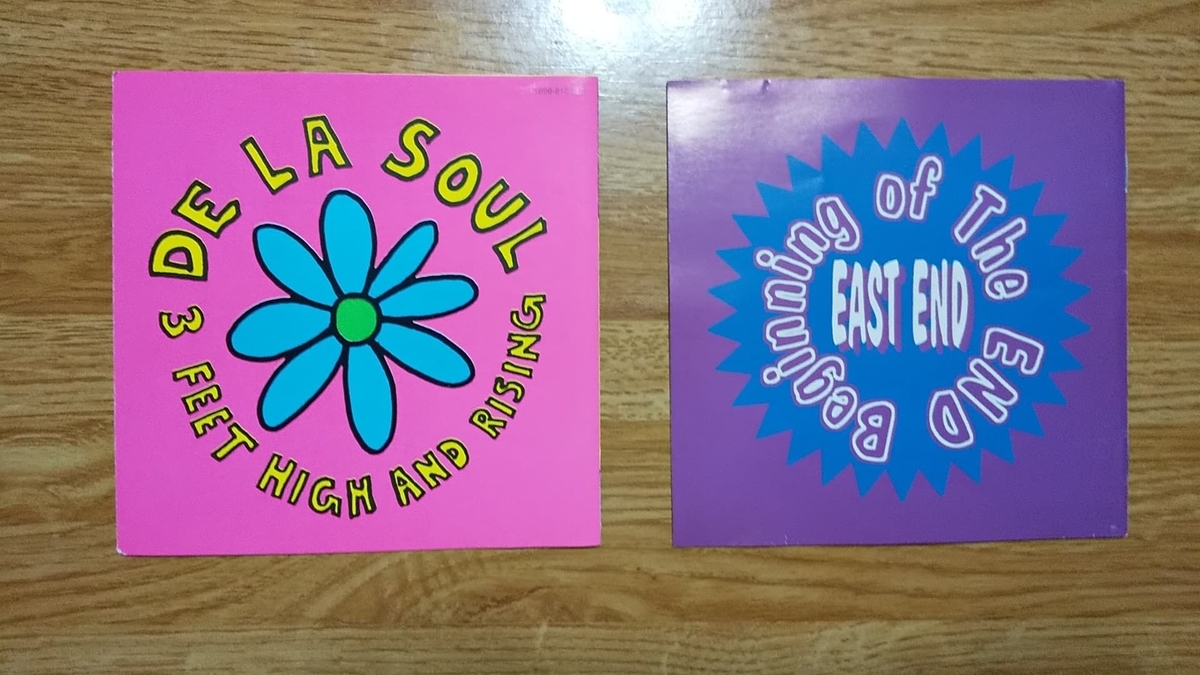 DE LA SOUL
3 FEET HIGH AND RISING
Beginning of The END
EAST END